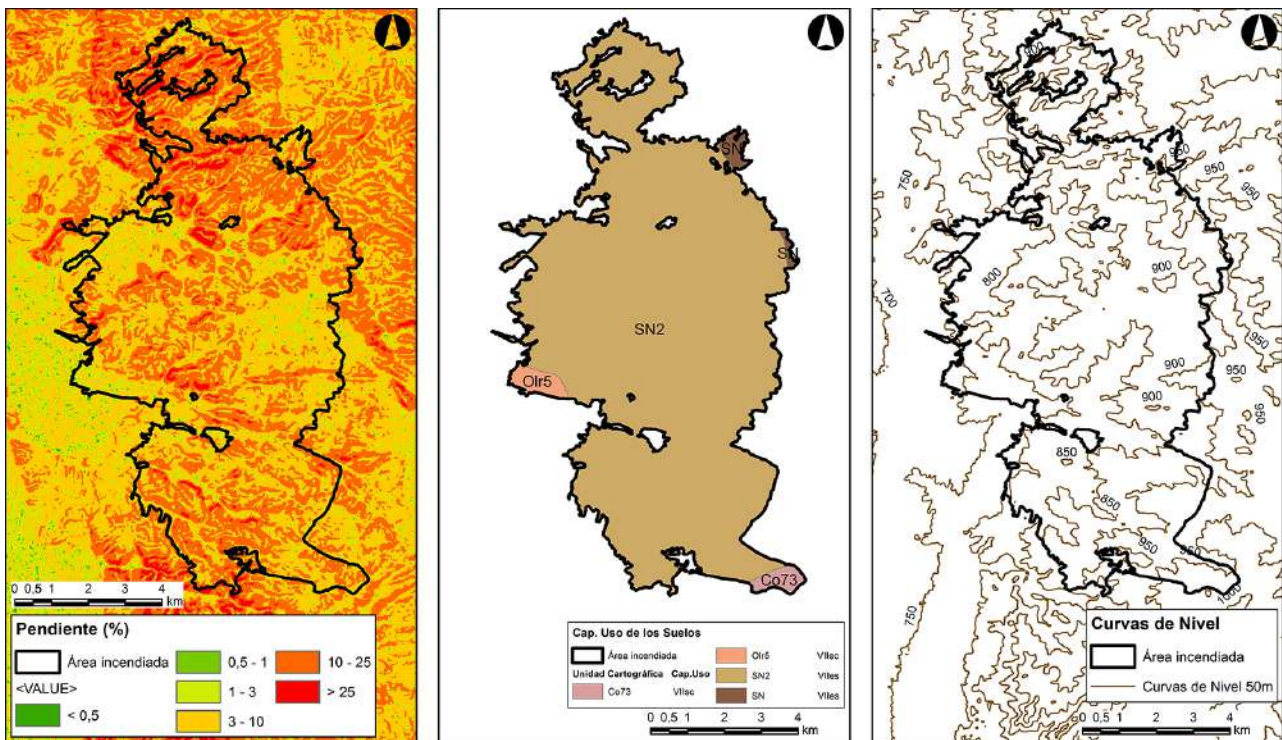 0 0,5 1 2 3 4
km
Pendiente (%)
Área incendiada
<VALUE>
< 0,5
0,5 - 1
1 - 3
3 - 10
10 - 25
> 25
SN
SN
SN2
Olr5
Co73
Cap. Uso de los Suelos
Área incendiada
Unidad Cartográfica Cap.Uso
Co73 VIIsc
Olr5 VIIsc
SN2 VIIes
SN VIIes
0 0,5 1 2 3 4
km
900
950
950
750
900
800
700
950
900
950
900
850
850
950
950
1000
750
Curvas de Nivel
Área incendiada
Curvas de Nivel 50m
0 0,5 1 2 3 4
km